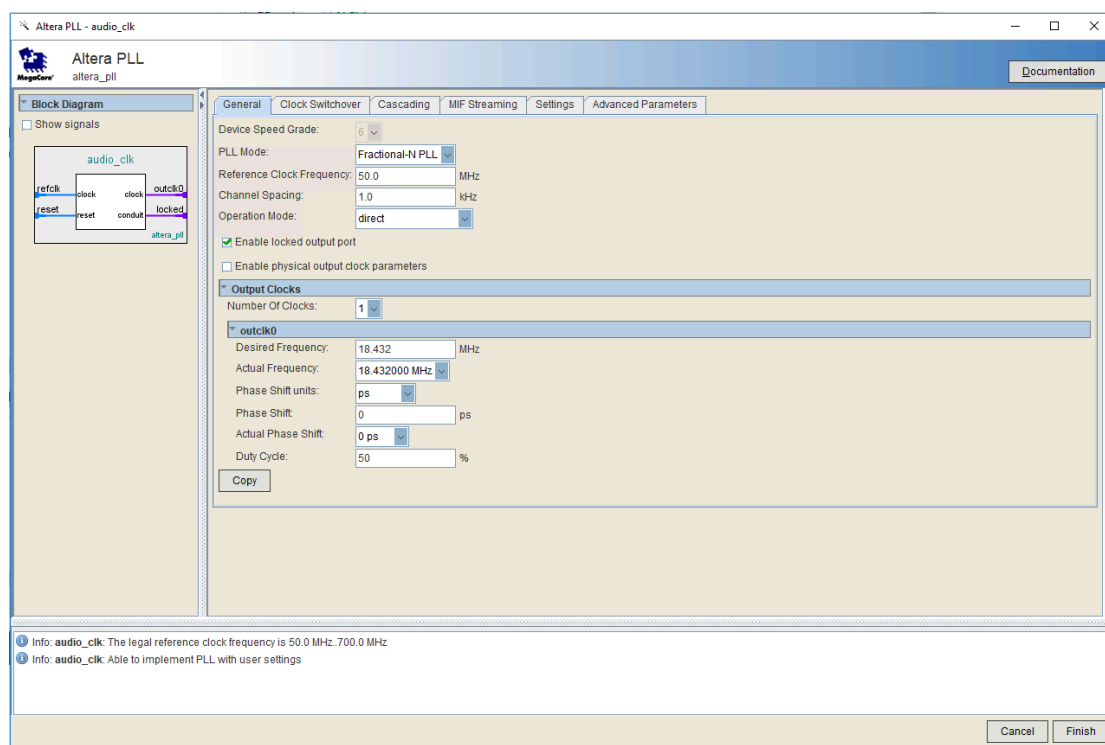 Altera PLL - audio_clk
MegaCore®
Altera PLL
altera_pll
Documentation
Block Diagram
Show signals
audio_clk
refclk clock clock outclk0
reset reset conduit locked
altera_pll
General Clock Switchover Cascading MIF Streaming Settings Advanced Parameters
Device Speed Grade: 6
PLL Mode: Fractional-N PLL
Reference Clock Frequency: 50.0 MHz
Channel Spacing: 1.0 kHz
Operation Mode: direct
Enable locked output port
Enable physical output clock parameters
Output Clocks
Number Of Clocks: 1
outclk0
Desired Frequency: 18.432 MHz
Actual Frequency: 18.432000 MHz
Phase Shift units: ps
Phase Shift: 0 ps
Actual Phase Shift: 0 ps
Duty Cycle: 50 %
Copy
Info: audio_clk: The legal reference clock frequency is 50.0 MHz..700.0 MHz
Info: audio_clk: Able to implement PLL with user settings
Cancel Finish